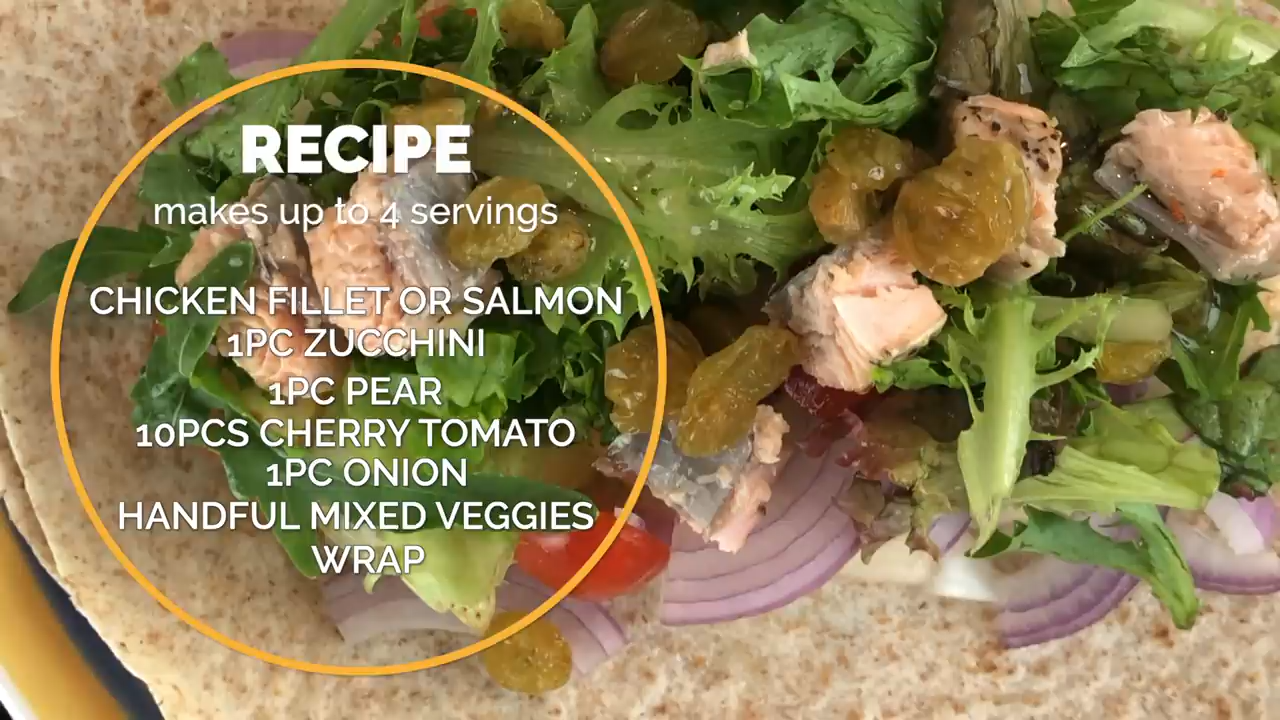 RECIPE
makes up to 4 servings
CHICKEN FILLET OR SALMON
1PC ZUCCHINI
1PC PEAR
10PCS CHERRY TOMATO
1PC ONION
HANDFUL MIXED VEGGIES
WRAP